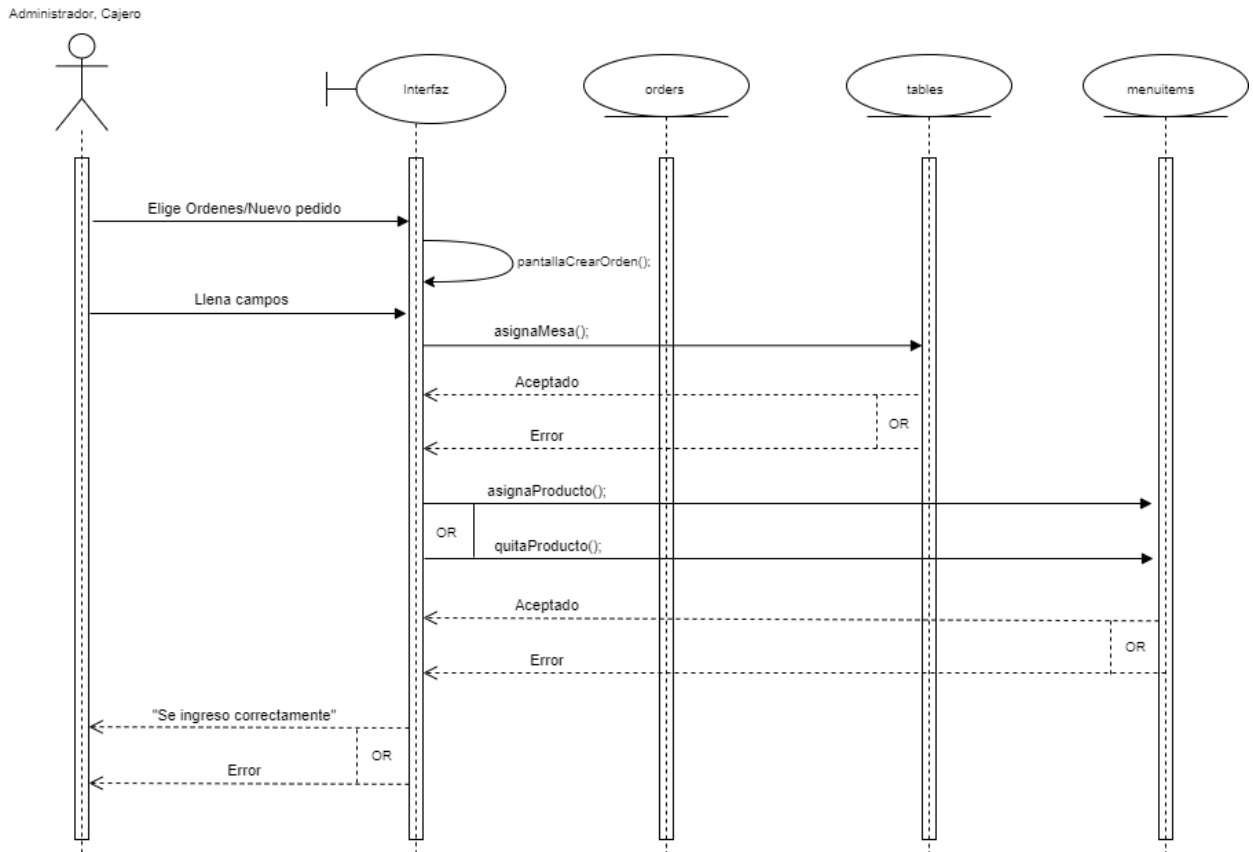 Administrador, Cajero
Interfaz
orders
tables
menuitems
Elige Ordenes/Nuevo pedido
pantallaCrearOrden();
Llena campos
asignaMesa();
Aceptado
OR
Error
asignaProducto();
OR
quitaProducto();
Aceptado
OR
Error
"Se ingreso correctamente"
OR
Error